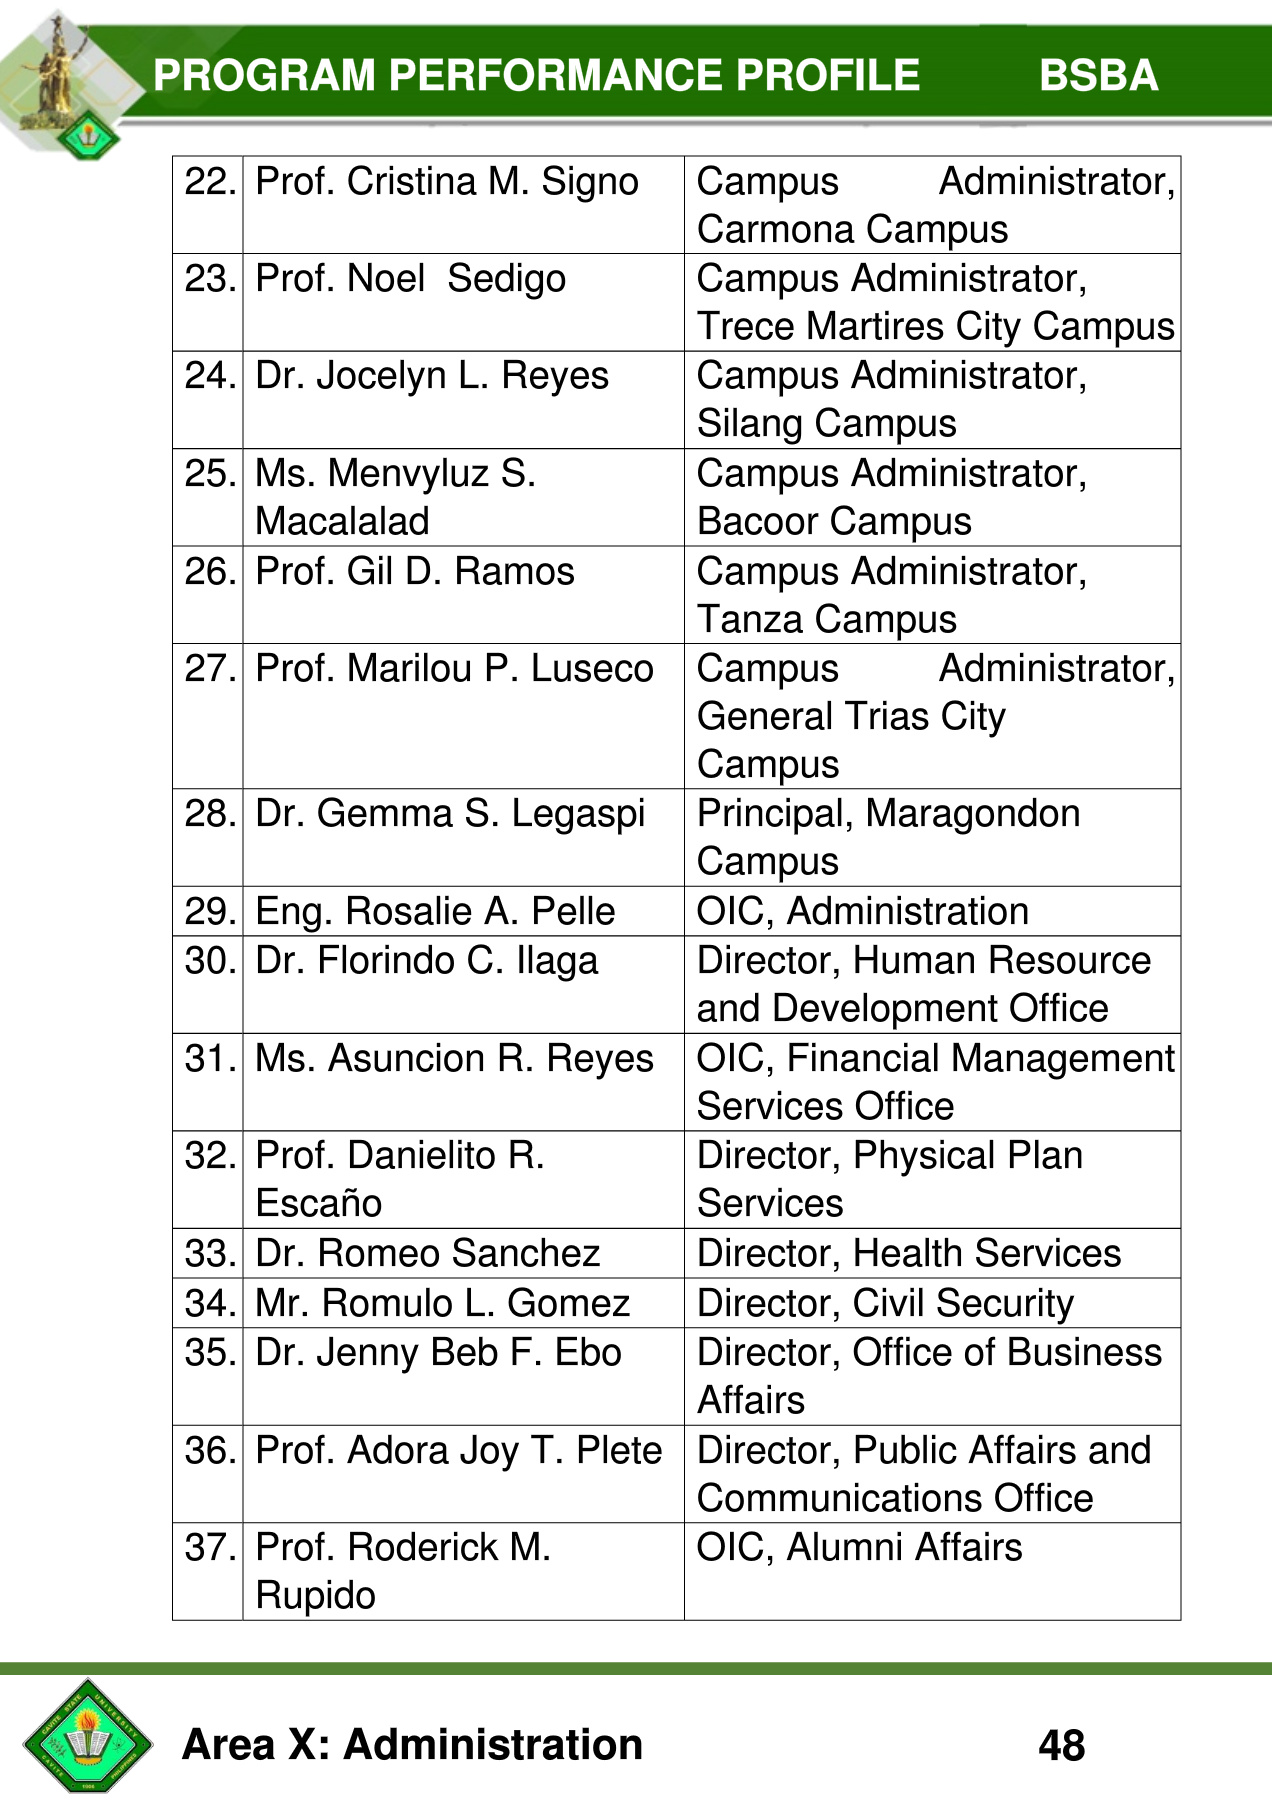 PROGRAM PERFORMANCE PROFILE BSBA
22. Prof. Cristina M. Signo Campus Administrator,
Carmona Campus
23. Prof. Noel Sedigo Campus Administrator,
Trece Martires City Campus
24. Dr. Jocelyn L. Reyes Campus Administrator,
Silang Campus
25. Ms. Menvyluz S. Campus Administrator,
Macalalad Bacoor Campus
26. Prof. Gil D. Ramos Campus Administrator,
Tanza Campus
27. Prof. Marilou P. Luseco Campus Administrator,
General Trias City
Campus
28. Dr. Gemma S. Legaspi Principal, Maragondon
Campus
29. Eng. Rosalie A. Pelle OIC, Administration
30. Dr. Florindo C. Ilaga Director, Human Resource
and Development Office
31. Ms. Asuncion R. Reyes OIC, Financial Management
Services Office
32. Prof. Danielito R. Director, Physical Plan
Escaño Services
33. Dr. Romeo Sanchez Director, Health Services
34. Mr. Romulo L. Gomez Director, Civil Security
35. Dr. Jenny Beb F. Ebo Director, Office of Business
Affairs
36. Prof. Adora Joy T. Plete Director, Public Affairs and
Communications Office
37. Prof. Roderick M. OIC, Alumni Affairs
Rupido
CAVITE STATE UNIVERSITY
CAVITE 1906 PHILIPPINES
Area X: Administration 48